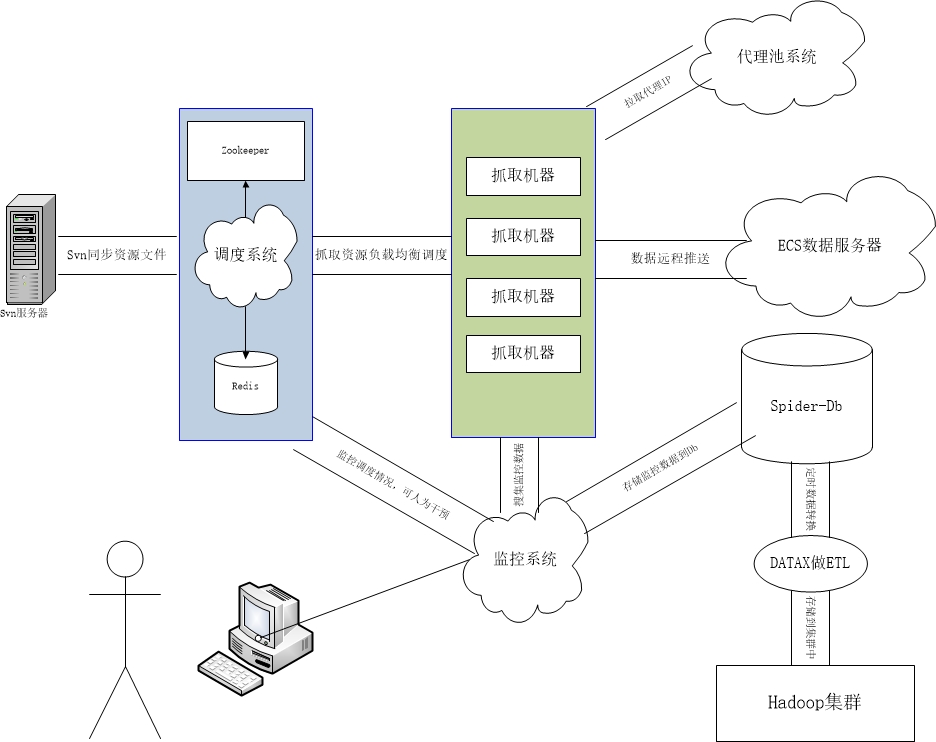 代理池系统
拉取代理IP
Zookeeper
抓取机器
Svn同步资源文件
调度系统
抓取资源负载均衡调度
抓取机器
数据远程推送
ECS数据服务器
Svn服务器
抓取机器
抓取机器
Redis
Spider-Db
监控调度情况，可人为干预
搜集监控数据
存储监控数据到Db
定时数据转换
监控系统
DATAX做ETL
存储到集群中
Hadoop集群